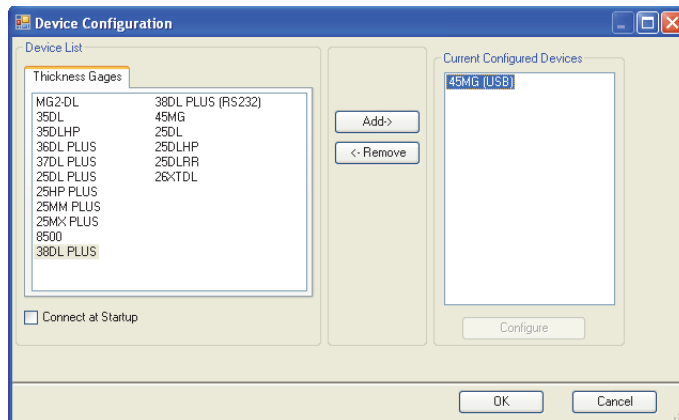 Device Configuration
Device List
Thickness Gages
MG2-DL
35DL
35DLHP
36DL PLUS
37DL PLUS
25DL PLUS
25HP PLUS
25MM PLUS
25MX PLUS
8500
38DL PLUS
38DL PLUS (RS232)
45MG
25DL
25DLHP
25DLRR
26XTDL
Connect at Startup
Add->
<- Remove
Current Configured Devices
45MG (USB)
Configure
OK
Cancel